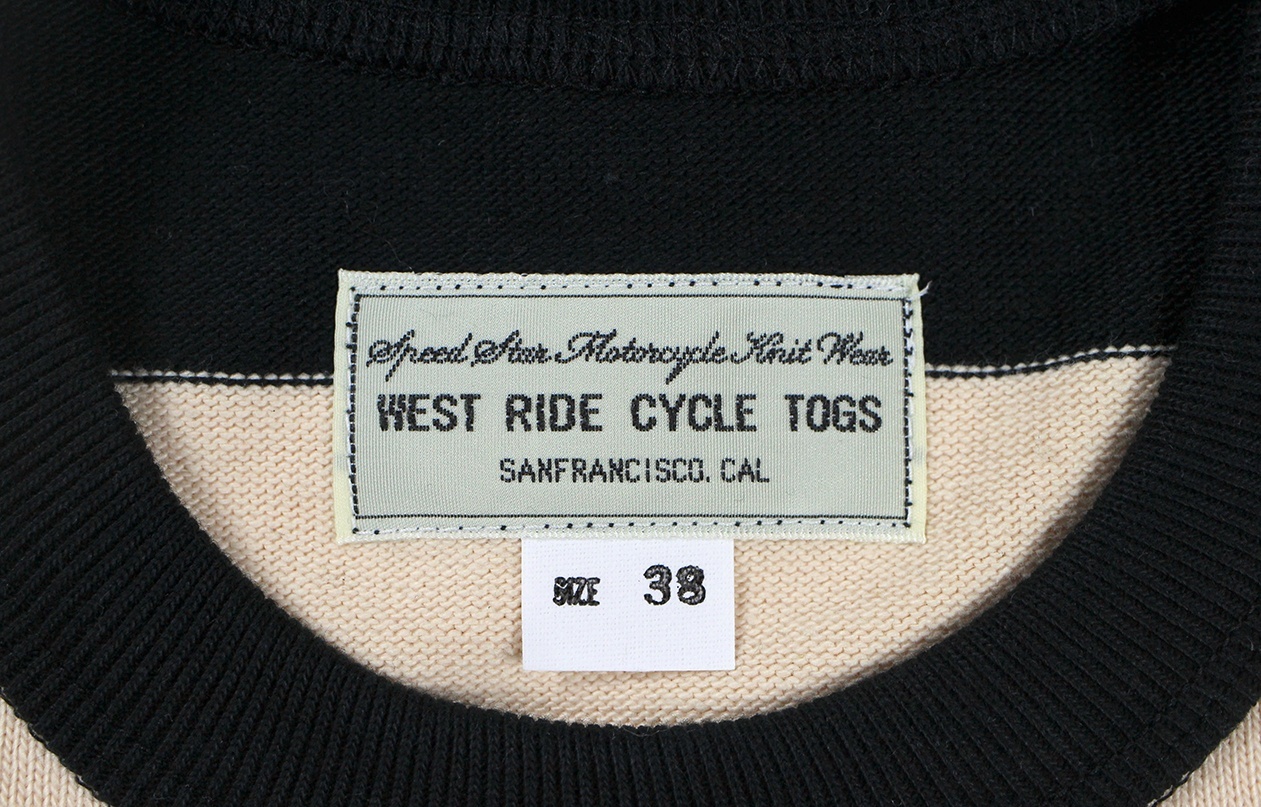 Speed Star Motorcycle Knit Wear
WEST RIDE CYCLE TOGS
SANFRANCISCO. CAL
SIZE 38